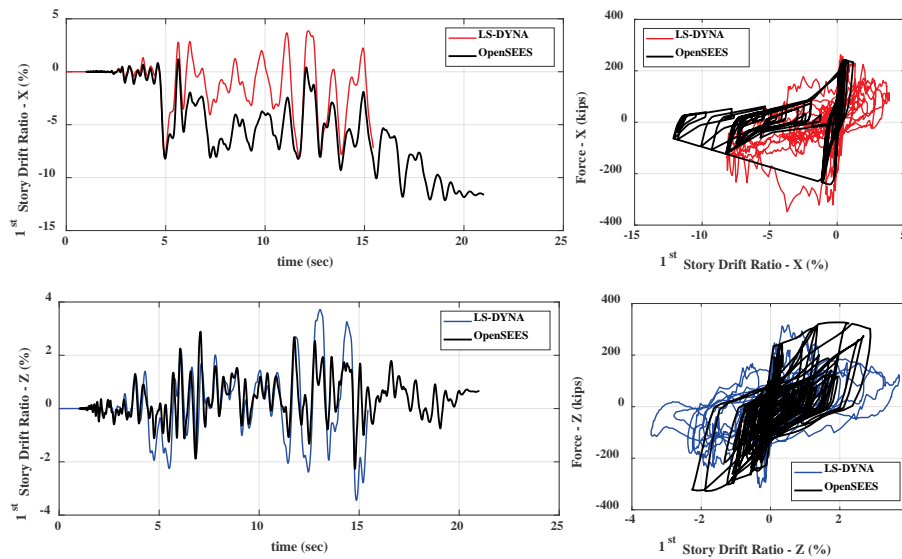 LS-DYNA
OpenSEES
5
0
-5
-10
-15
1st Story Drift Ratio - X (%)
0
5
10
15
20
25
time (sec)
LS-DYNA
OpenSEES
400
200
0
-200
-400
Force - X (kips)
-15
-10
-5
0
5
1st Story Drift Ratio - X (%)
LS-DYNA
OpenSEES
4
2
0
-2
-4
1st Story Drift Ratio - Z (%)
0
5
10
15
20
25
time (sec)
LS-DYNA
OpenSEES
400
200
0
-200
-400
Force - Z (kips)
-4
-2
0
2
1st Story Drift Ratio - Z (%)